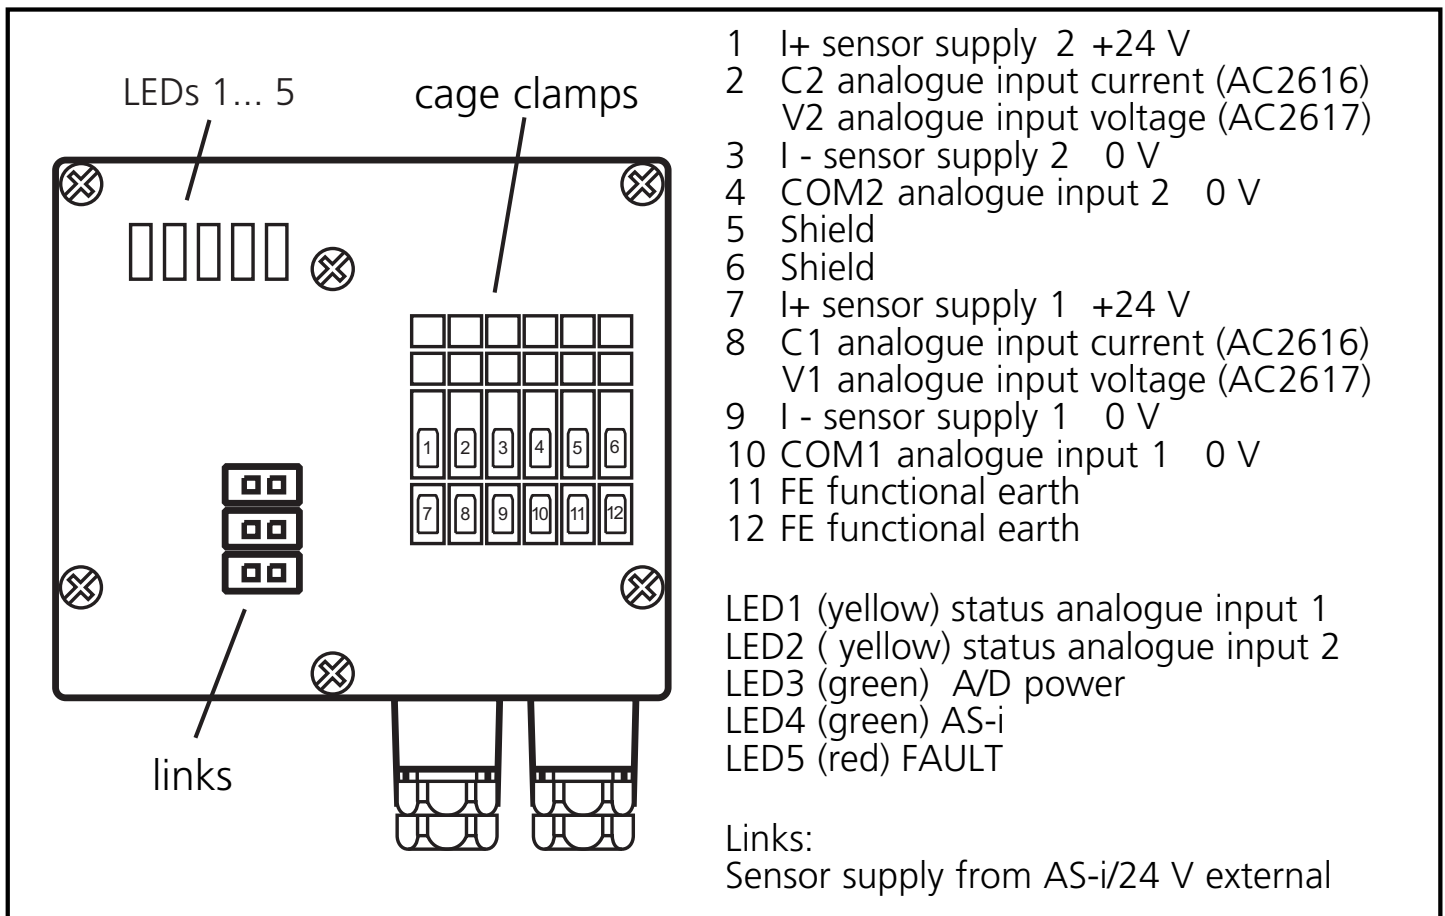 LEDs 1... 5
cage clamps
1 2 3 4 5 6
7 8 9 10 11 12
links
1 I+ sensor supply 2 +24 V
2 C2 analogue input current (AC2616)
V2 analogue input voltage (AC2617)
3 I - sensor supply 2 0 V
4 COM2 analogue input 2 0 V
5 Shield
6 Shield
7 I+ sensor supply 1 +24 V
8 C1 analogue input current (AC2616)
V1 analogue input voltage (AC2617)
9 I - sensor supply 1 0 V
10 COM1 analogue input 1 0 V
11 FE functional earth
12 FE functional earth
LED1 (yellow) status analogue input 1
LED2 ( yellow) status analogue input 2
LED3 (green) A/D power
LED4 (green) AS-i
LED5 (red) FAULT
Links:
Sensor supply from AS-i/24 V external